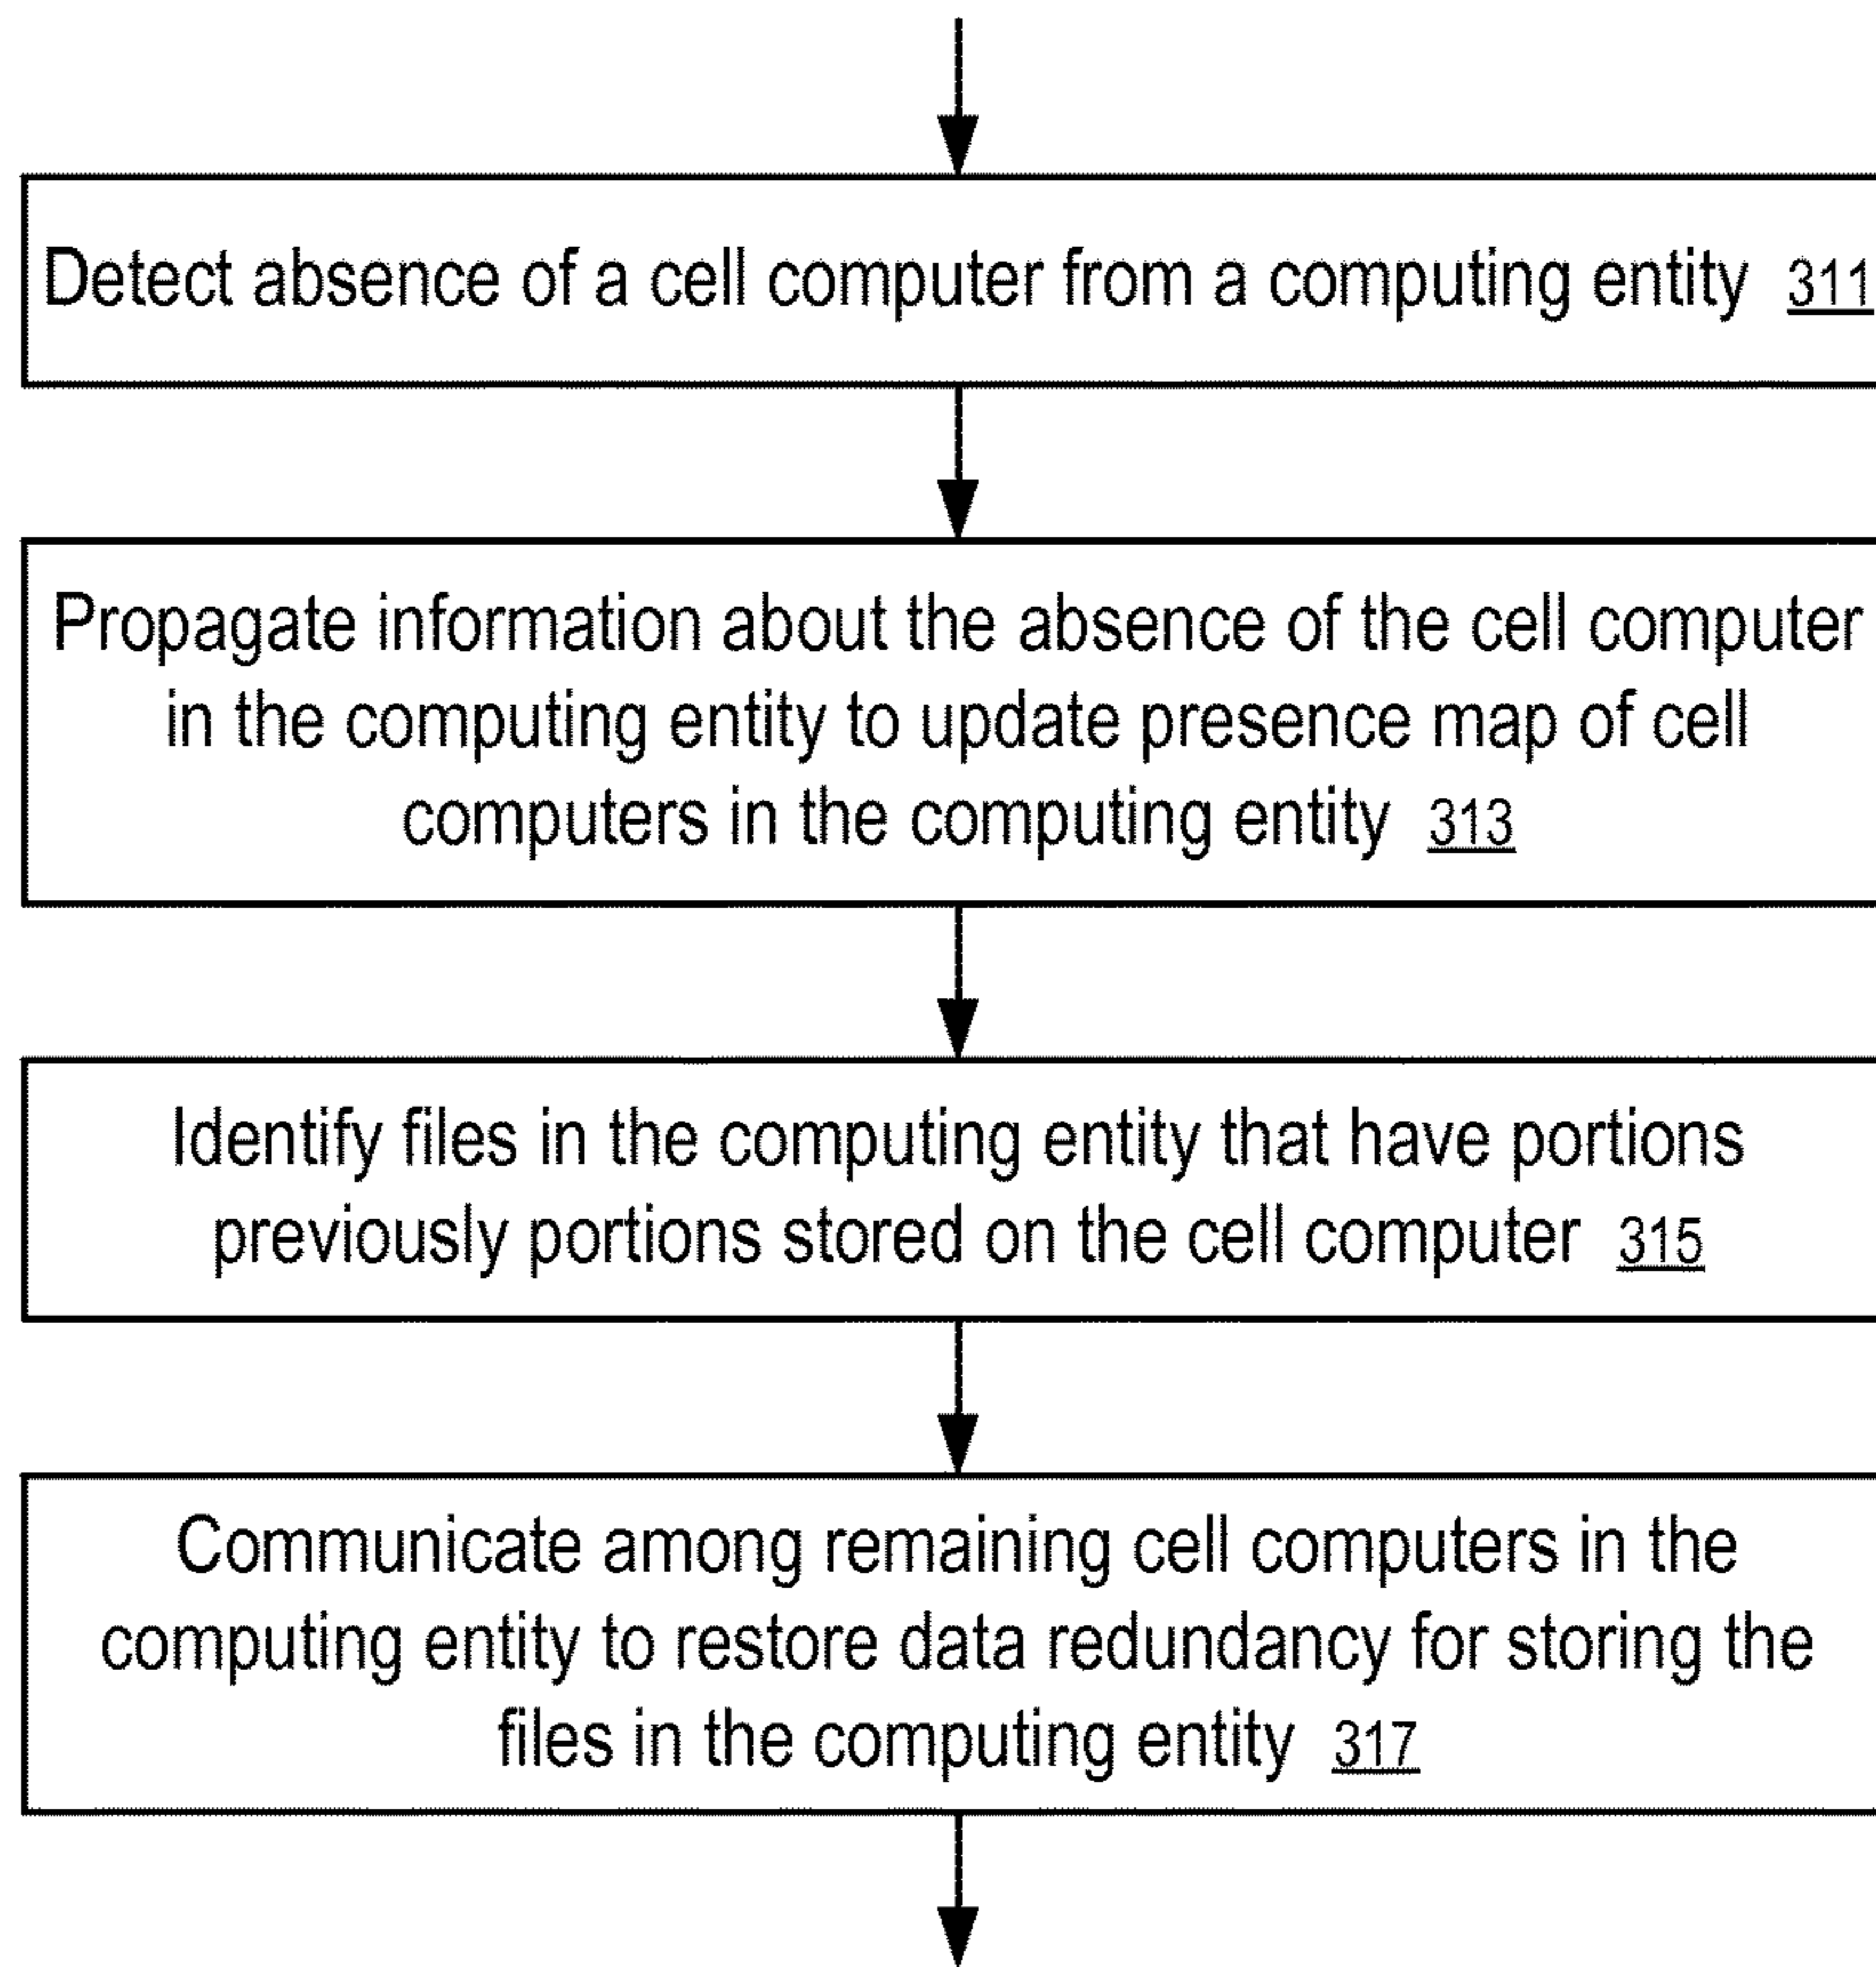 Detect absence of a cell computer from a computing entity 311
Propagate information about the absence of the cell computer
in the computing entity to update presence map of cell
computers in the computing entity 313
Identify files in the computing entity that have portions
previously portions stored on the cell computer 315
Communicate among remaining cell computers in the
computing entity to restore data redundancy for storing the
files in the computing entity 317